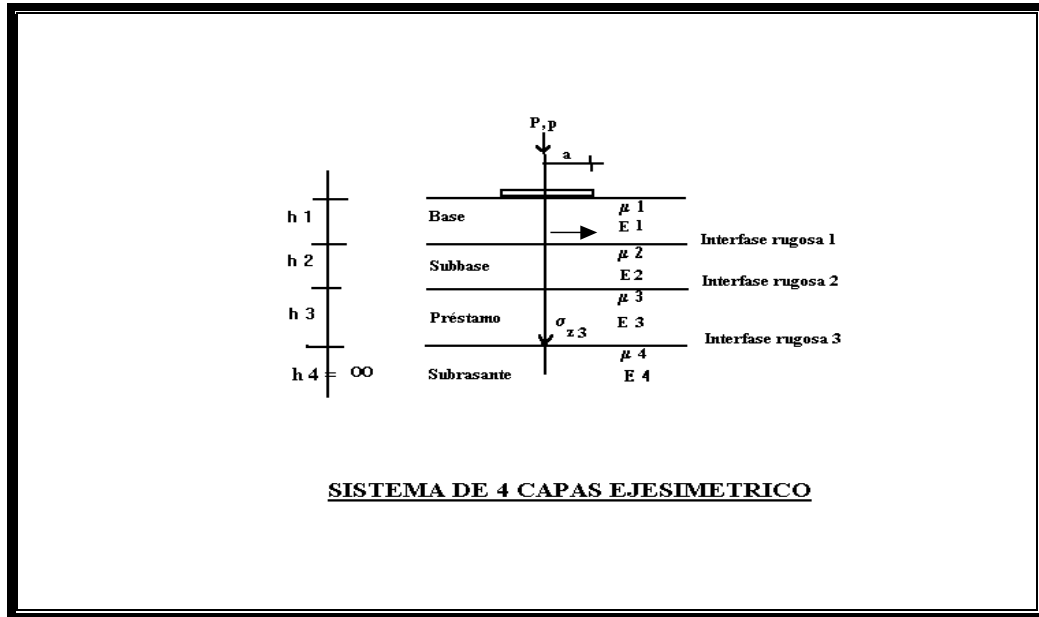 P,p
a
h 1
Base
μ 1
E 1
Interfase rugosa 1
h 2
Subbase
μ 2
E 2
Interfase rugosa 2
h 3
Préstamo
σ z 3
μ 3
E 3
Interfase rugosa 3
h 4 = ∞
Subrasante
μ 4
E 4
SISTEMA DE 4 CAPAS EJESIMETRICO